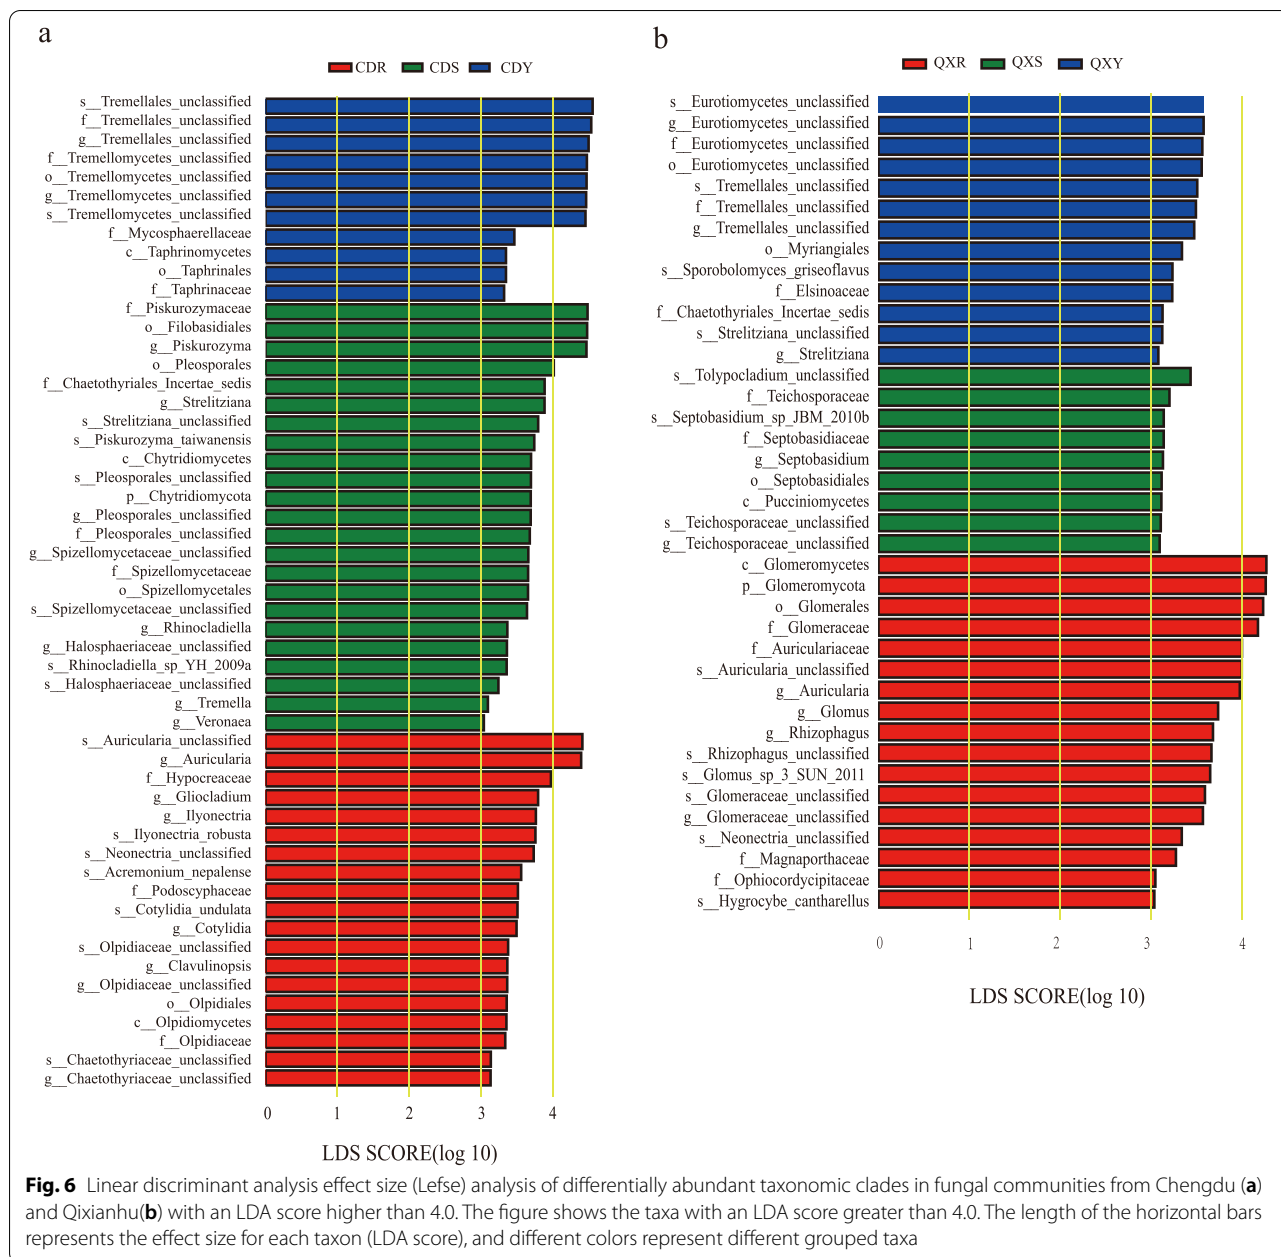 a
CDR CDS CDY
s__Tremellales_unclassified
f__Tremellales_unclassified
g__Tremellales_unclassified
f__Tremellomycetes_unclassified
o__Tremellomycetes_unclassified
g__Tremellomycetes_unclassified
s__Tremellomycetes_unclassified
f__Mycosphaerellaceae
c__Taphrinomycetes
o__Taphrinales
f__Taphrinaceae
f__Piskurozymaceae
o__Filobasidiales
g__Piskurozyma
o__Pleosporales
f__Chaetothyriales_Incertae_sedis
g__Strelitziana
s__Strelitziana_unclassified
s__Piskurozyma_taiwanensis
c__Chytridiomycetes
s__Pleosporales_unclassified
p__Chytridiomycota
g__Pleosporales_unclassified
f__Pleosporales_unclassified
g__Spizellomycetaceae_unclassified
f__Spizellomycetaceae
o__Spizellomycetales
s__Spizellomycetaceae_unclassified
g__Rhinocladiella
g__Halosphaeriaceae_unclassified
s__Rhinocladiella_sp_YH_2009a
s__Halosphaeriaceae_unclassified
g__Tremella
g__Veronaea
s__Auricularia_unclassified
g__Auricularia
f__Hypocreaceae
g__Gliocladium
g__Ilyonectria
s__Ilyonectria_robusta
s__Neonectria_unclassified
s__Acremonium_nepalense
f__Podoscyphaceae
s__Cotylidia_undulata
g__Cotylidia
s__Olpidiaceae_unclassified
g__Clavulinopsis
g__Olpidiaceae_unclassified
o__Olpidiales
c__Olpidiomycetes
f__Olpidiaceae
s__Chaetothyriaceae_unclassified
g__Chaetothyriaceae_unclassified
0 1 2 3 4
LDS SCORE(log 10)
b
QXR QXS QXY
s__Eurotiomycetes_unclassified
g__Eurotiomycetes_unclassified
f__Eurotiomycetes_unclassified
o__Eurotiomycetes_unclassified
s__Tremellales_unclassified
f__Tremellales_unclassified
g__Tremellales_unclassified
o__Myriangiales
s__Sporobolomyces_griseoflavus
f__Elsinoaceae
f__Chaetothyriales_Incertae_sedis
s__Strelitziana_unclassified
g__Strelitziana
s__Tolypocladium_unclassified
f__Teichosporaceae
s__Septobasidium_sp_JBM_2010b
f__Septobasidiaceae
g__Septobasidium
o__Septobasidiales
c__Pucciniomycetes
s__Teichosporaceae_unclassified
g__Teichosporaceae_unclassified
c__Glomeromycetes
p__Glomeromycota
o__Glomerales
f__Glomeraceae
f__Auriculariaceae
s__Auricularia_unclassified
g__Auricularia
g__Glomus
g__Rhizophagus
s__Rhizophagus_unclassified
s__Glomus_sp_3_SUN_2011
s__Glomeraceae_unclassified
g__Glomeraceae_unclassified
s__Neonectria_unclassified
f__Magnaporthaceae
f__Ophiocordycipitaceae
s__Hygrocybe_cantharellus
0 1 2 3 4
LDS SCORE(log 10)
Fig. 6 Linear discriminant analysis effect size (Lefse) analysis of differentially abundant taxonomic clades in fungal communities from Chengdu (a)
and Qixianhu(b) with an LDA score higher than 4.0. The figure shows the taxa with an LDA score greater than 4.0. The length of the horizontal bars
represents the effect size for each taxon (LDA score), and different colors represent different grouped taxa